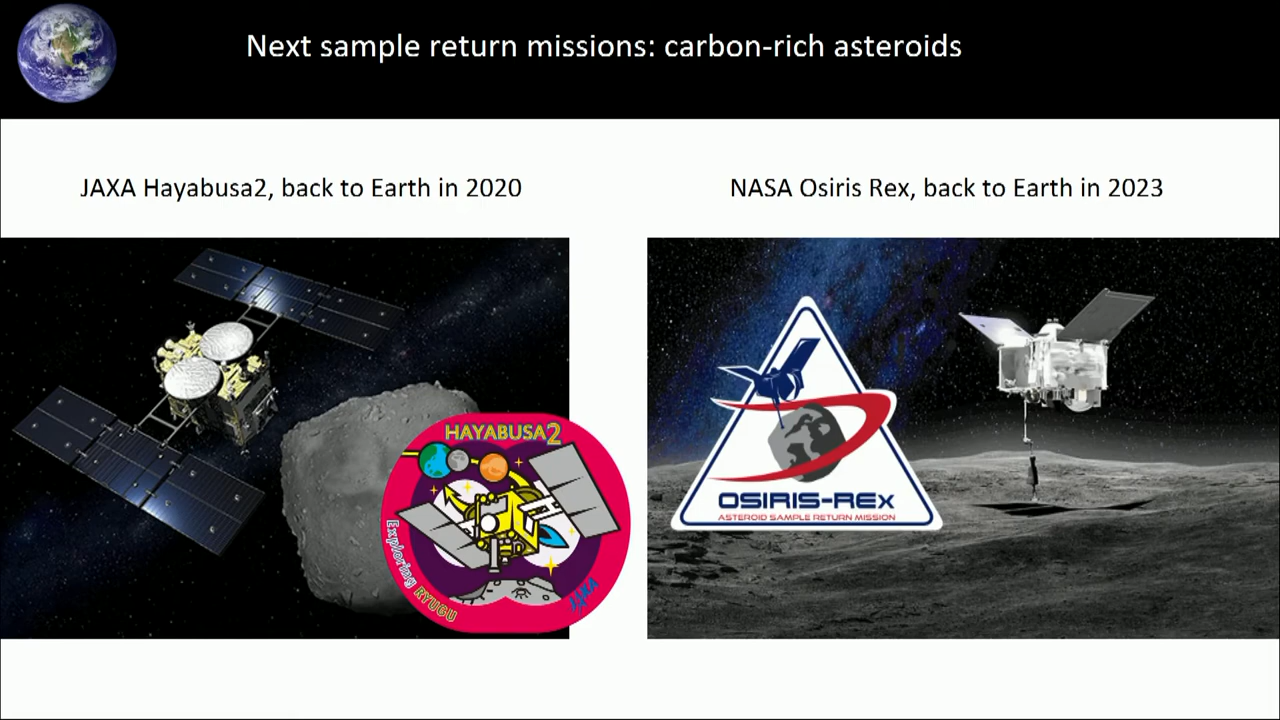 Next sample return missions: carbon-rich asteroids
JAXA Hayabusa2, back to Earth in 2020
NASA Osiris Rex, back to Earth in 2023
HAYABUSA2
Exploring RYUGU
JAXA
OSIRIS-REx
ASTEROID SAMPLE RETURN MISSION